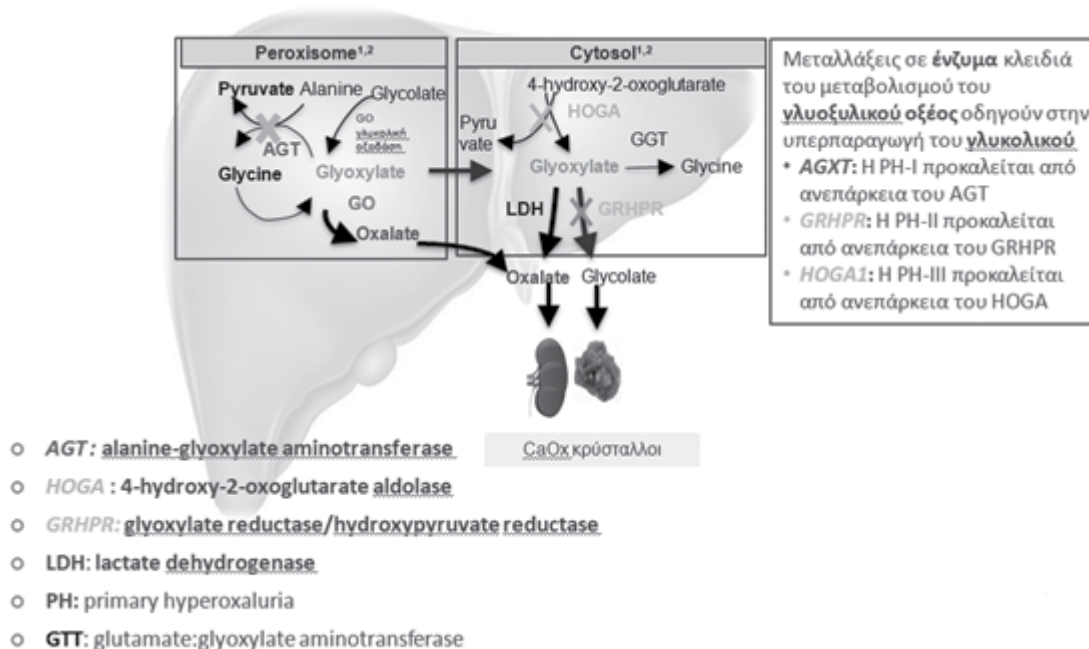 Peroxisome1,2
Cytosol1,2
Pyruvate Alanine
Glycolate
GO
γλυκολική
οξειδάση
AGT
Glycine
Glyoxylate
GO
Oxalate
4-hydroxy-2-oxoglutarate
HOGA
Pyru
vate
GGT
Glyoxylate
Glycine
LDH
GRHPR
Oxalate
Glycolate
CaOx κρύσταλλοι
Μεταλλάξεις σε ένζυμα κλειδιά
του μεταβολισμού του
γλυοξυλικού οξέος οδηγούν στην
υπερπαραγωγή του γλυκολικού
• AGXT: Η PH-I προκαλείται από
ανεπάρκεια του AGT
• GRHPR: Η PH-II προκαλείται
από ανεπάρκεια του GRHPR
• HOGA1: Η PH-III προκαλείται
από ανεπάρκεια του HOGA
○ AGT: alanine-glyoxylate aminotransferase
○ HOGA : 4-hydroxy-2-oxoglutarate aldolase
○ GRHPR: glyoxylate reductase/hydroxypyruvate reductase
○ LDH: lactate dehydrogenase
○ PH: primary hyperoxaluria
○ GTT: glutamate:glyoxylate aminotransferase